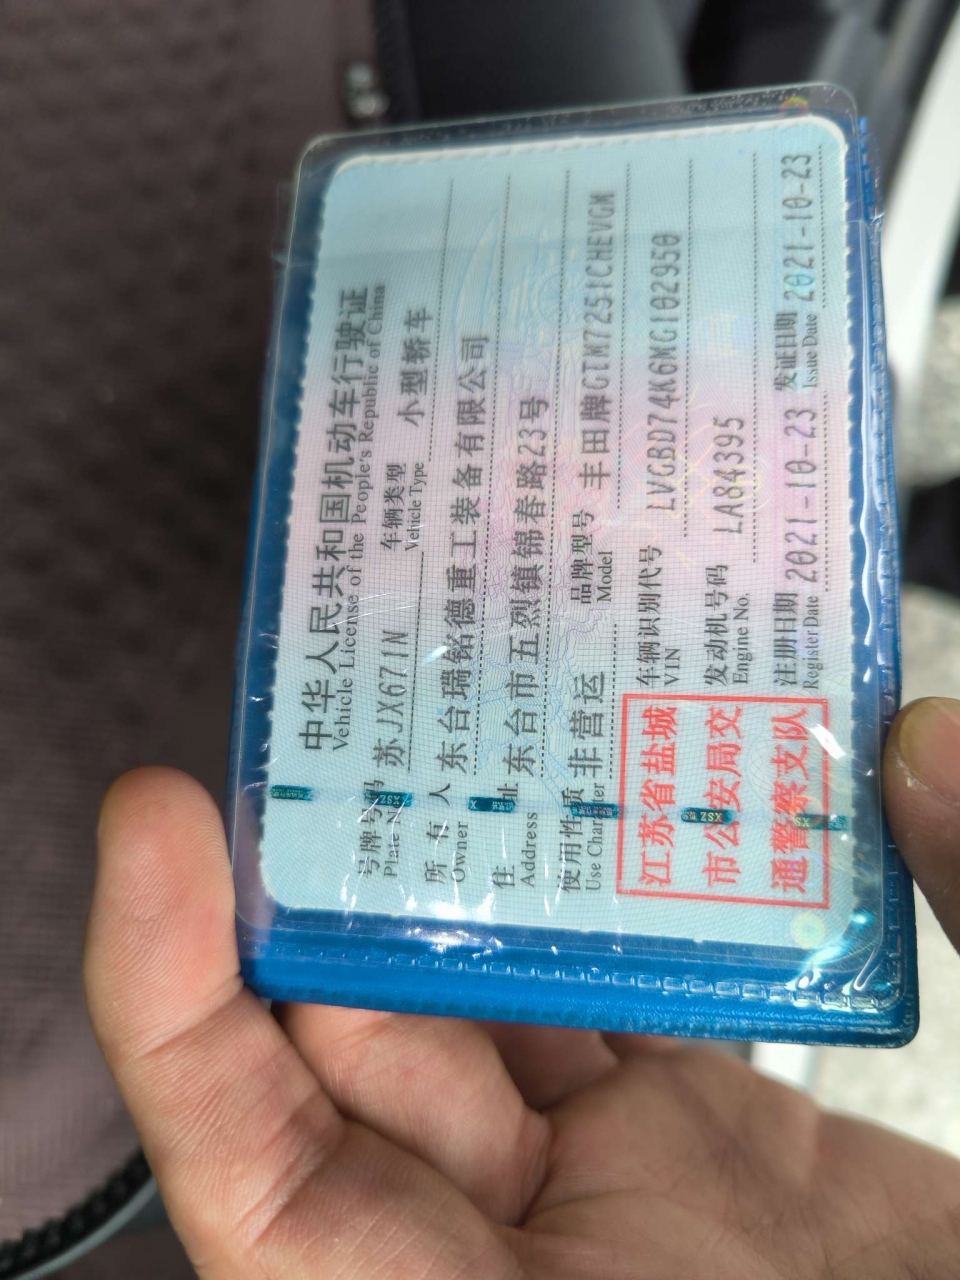 中华人民共和国机动车行驶证
Vehicle License of the People's Republic of China
号牌号码 苏JX671N 车辆类型 小型轿车
Plate N Vehicle Type
所有人 东台瑞铭德重工装备有限公司
Owner
住址 东台市五烈镇锦春路23号
Address
使用性质 非营运 品牌型号 丰田牌GTM7251CHEVGM
Use Character Model
江苏省盐城
市公安局交
通警察支队
车辆识别代号 LVGBD74K6MG102950
VIN
发动机号码 LA84395
Engine No.
注册日期 2021-10-23 发证日期 2021-10-23
Register Date Issue Date